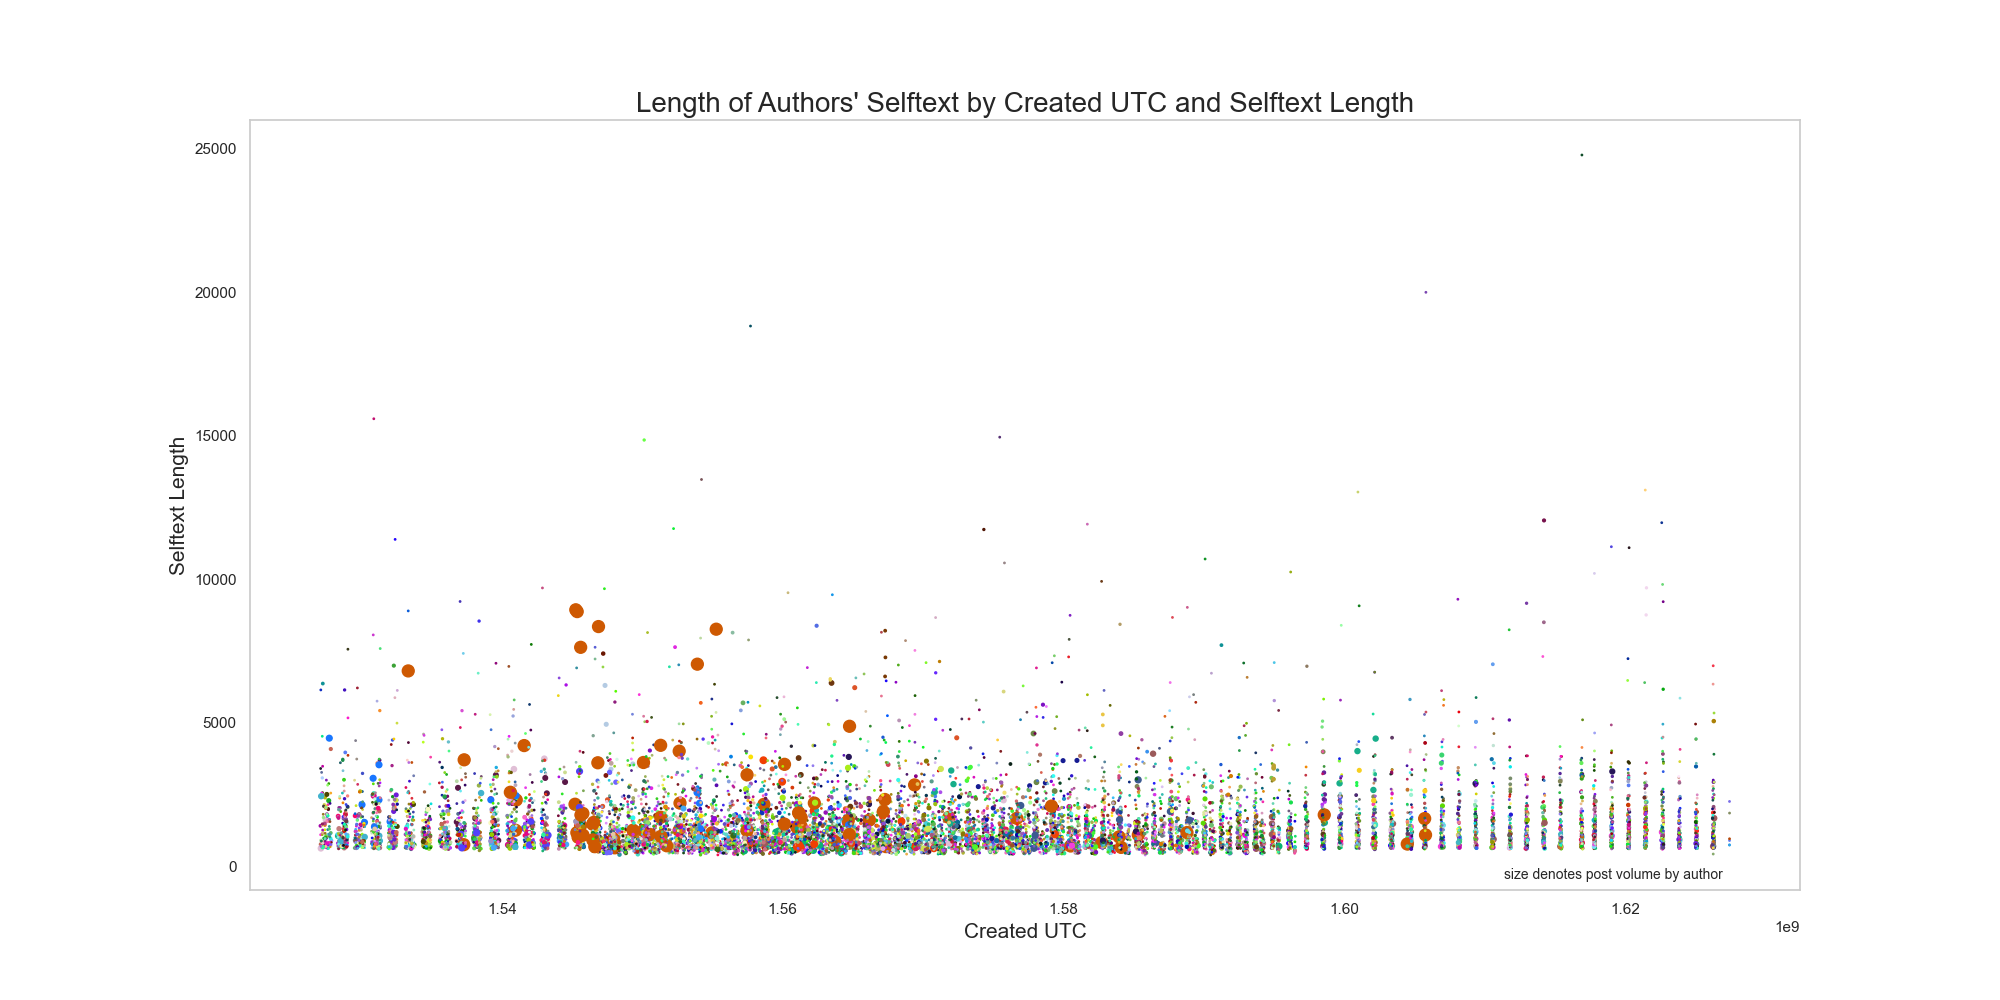 Length of Authors' Selftext by Created UTC and Selftext Length
25000
20000
15000
10000
5000
0
Selftext Length
size denotes post volume by author
1.54 1.56 1.58 1.60 1.62
1e9
Created UTC